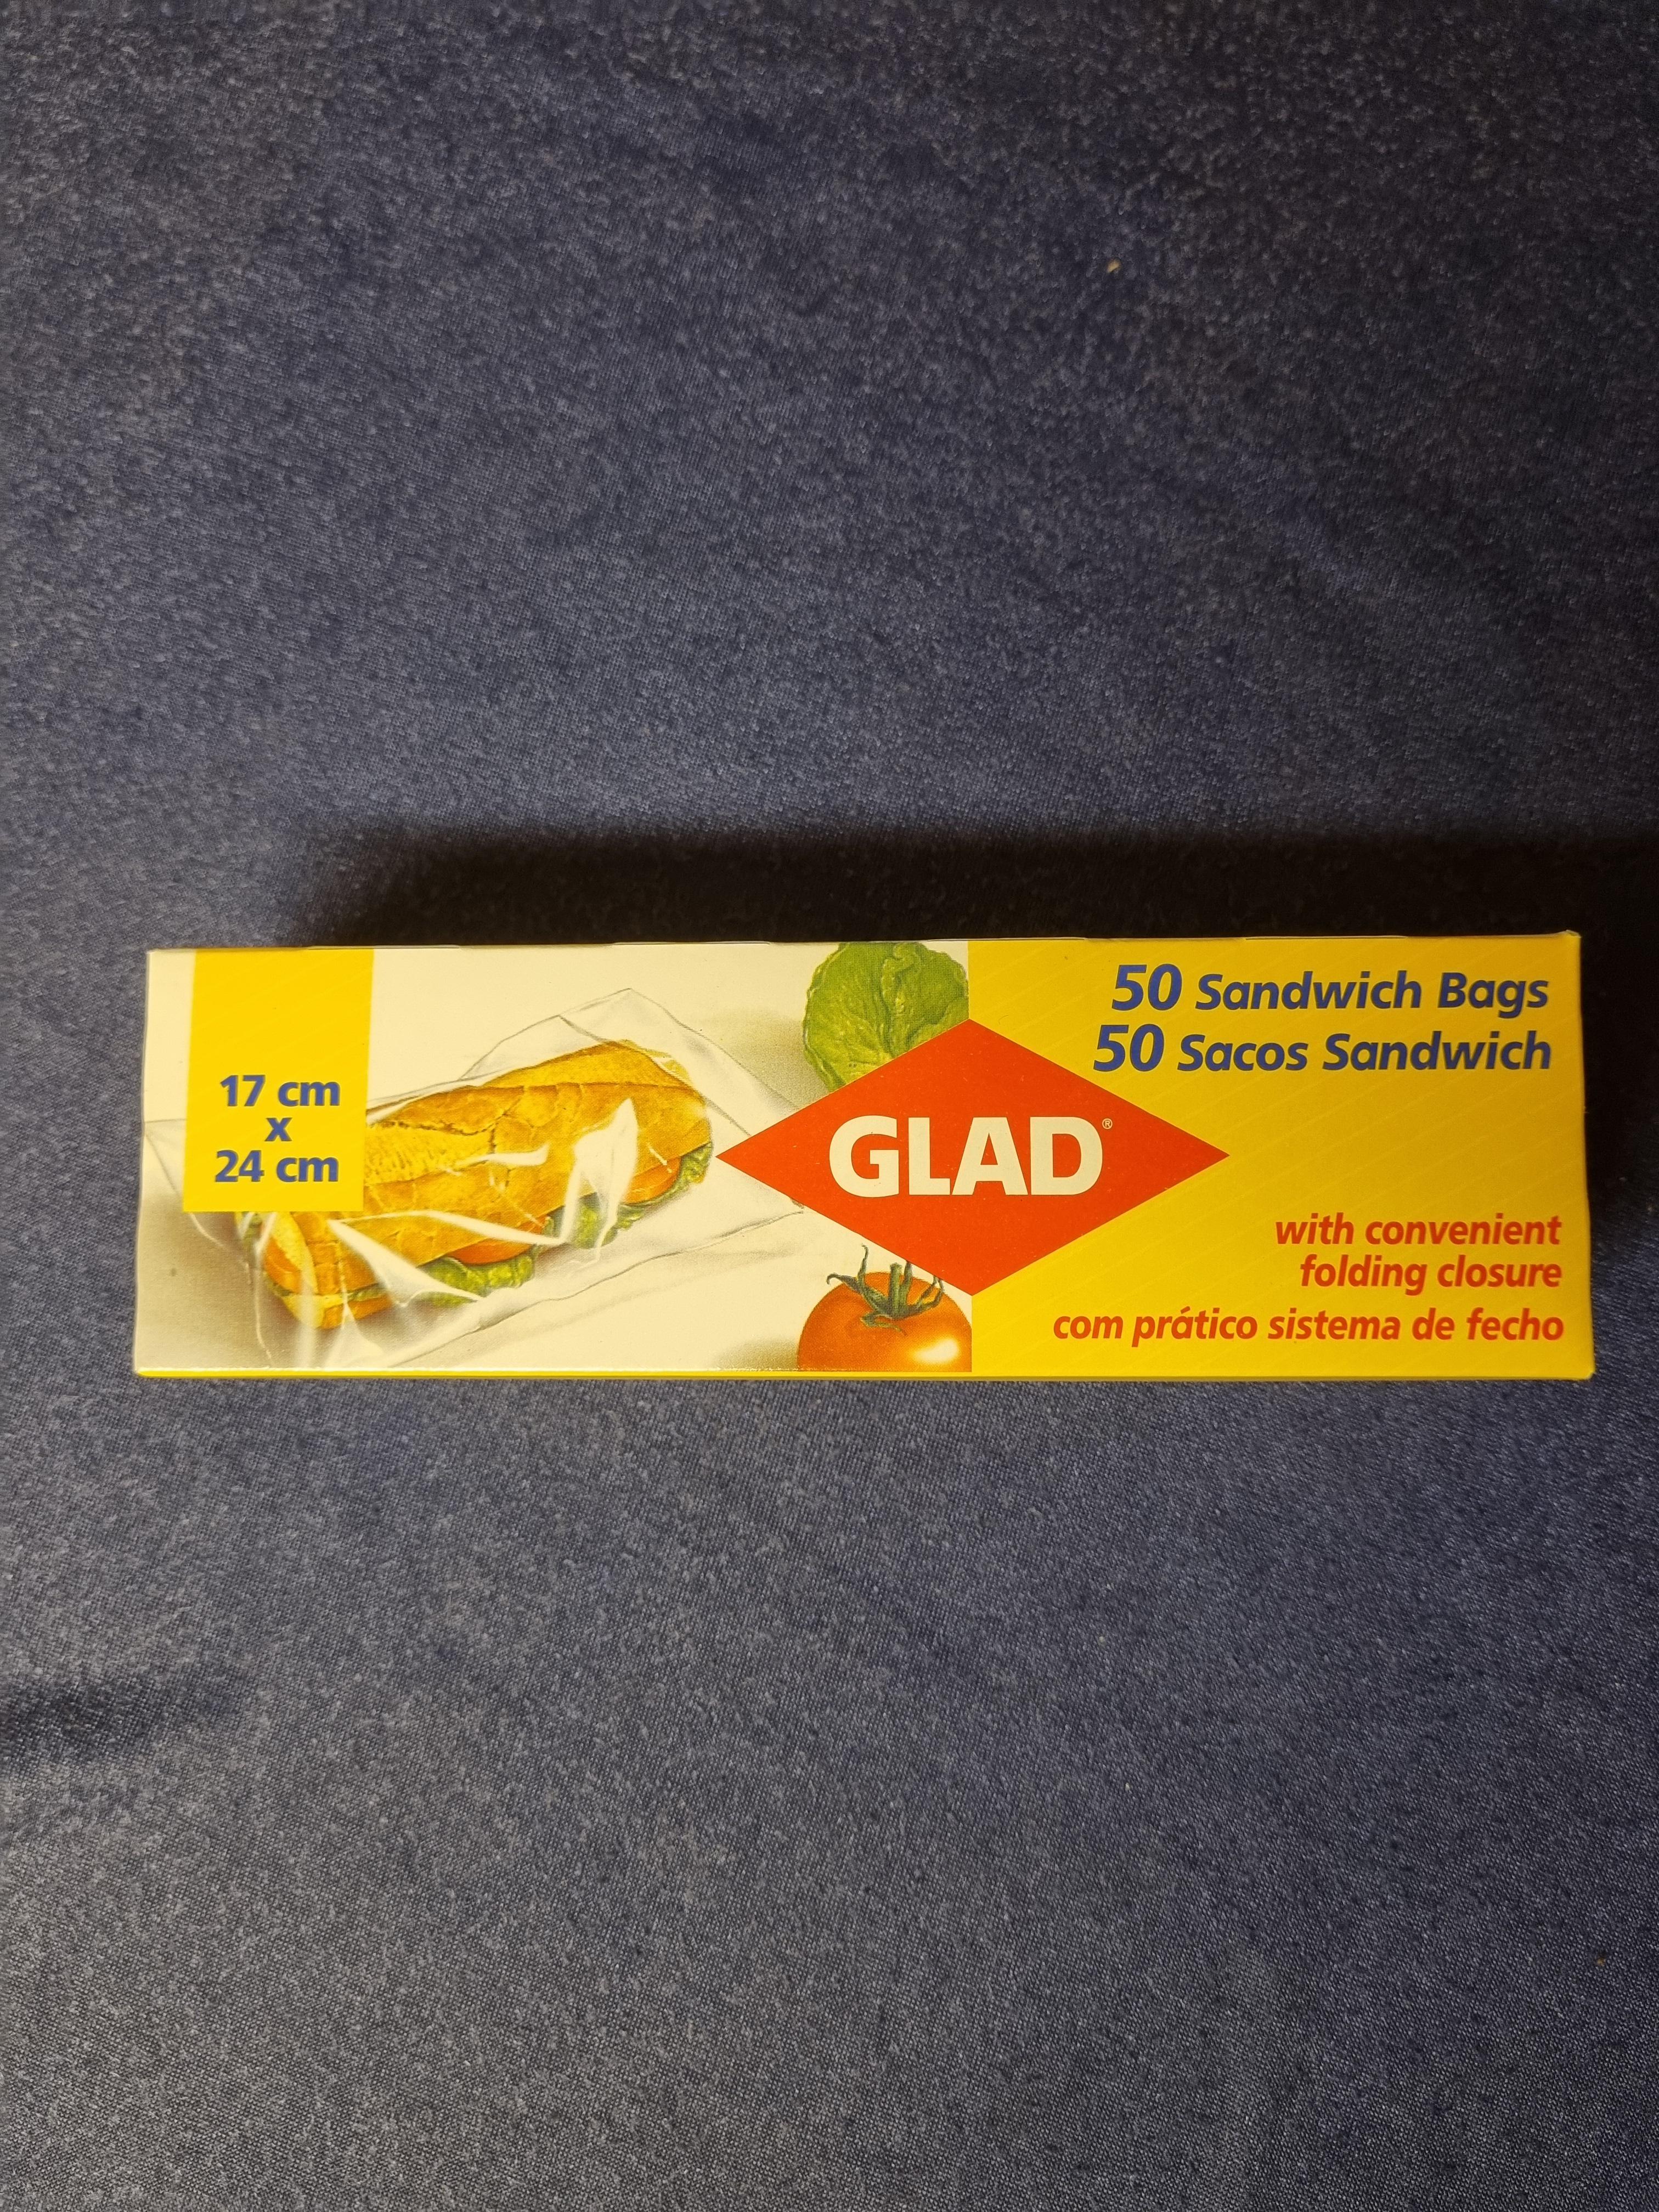 17 cm
x
24 cm
50 Sandwich Bags
50 Sacos Sandwich
GLAD®
with convenient
folding closure
com prático sistema de fecho